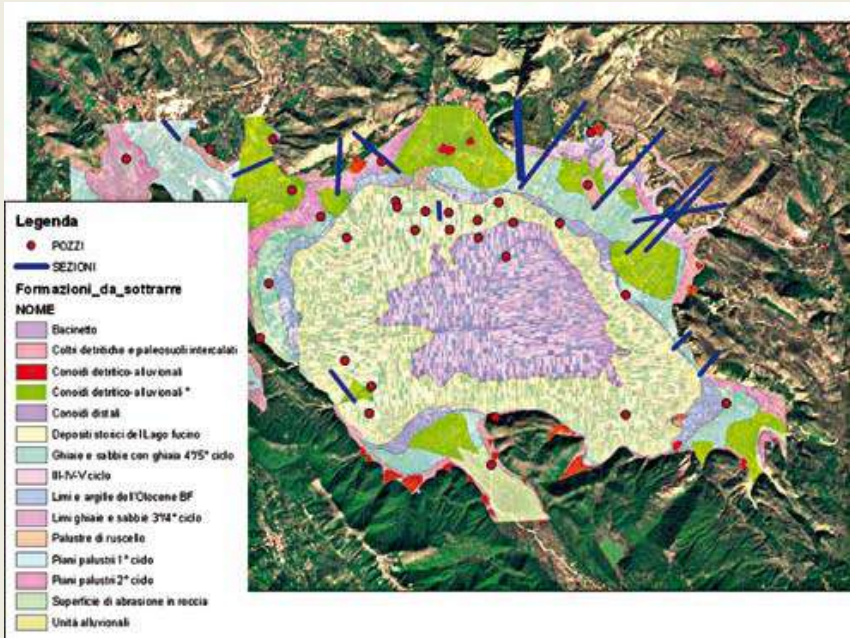 Legenda
POZZI
SEZIONI
Formazioni_da_sottrarre
NOME
Bacinetto
Coltri detritiche e paleosuoli intercalati
Conoidi detritico-alluvionali
Conoidi detritico-alluvionali *
Conoidi distali
Depositi storici del Lago fucino
Ghiaie e sabbie con ghiaia 4°/5° ciclo
III-IV-V ciclo
Limi e argille dell'Olocene BF
Limi ghiaie e sabbie 3°/4° ciclo
Palustre di ruscello
Piani palustri 1° ciclo
Piani palustri 2° ciclo
Superficie di abrasione in roccia
Unità alluvionali